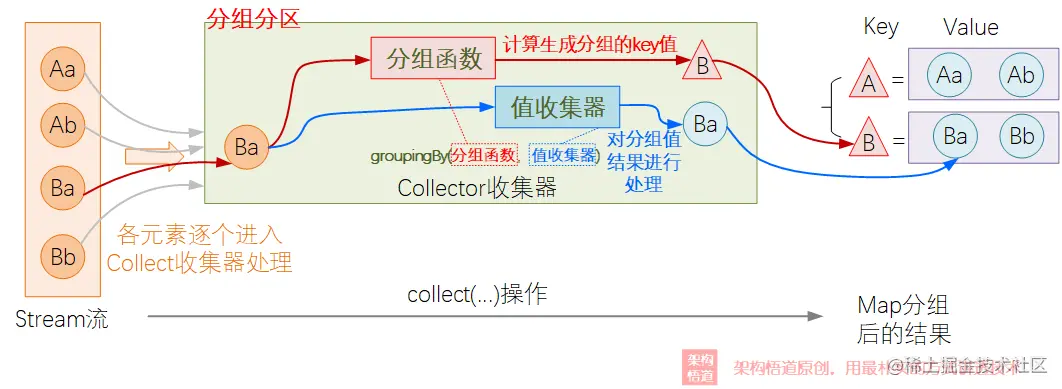 分组分区
Key
Value
Aa
Ab
Ba
Bb
Ba
分组函数
计算生成分组的key值
B
值收集器
Ba
groupingBy(分组函数, 值收集器)
对分组值
结果进行
处理
Collector收集器
A
=
Aa
Ab
B
=
Ba
Bb
各元素逐个进入
Collect收集器处理
Stream流
collect(...)操作
Map分组
后的结果
架构
悟道
架构悟道原创,用最朴
@稀土掘金技术社区